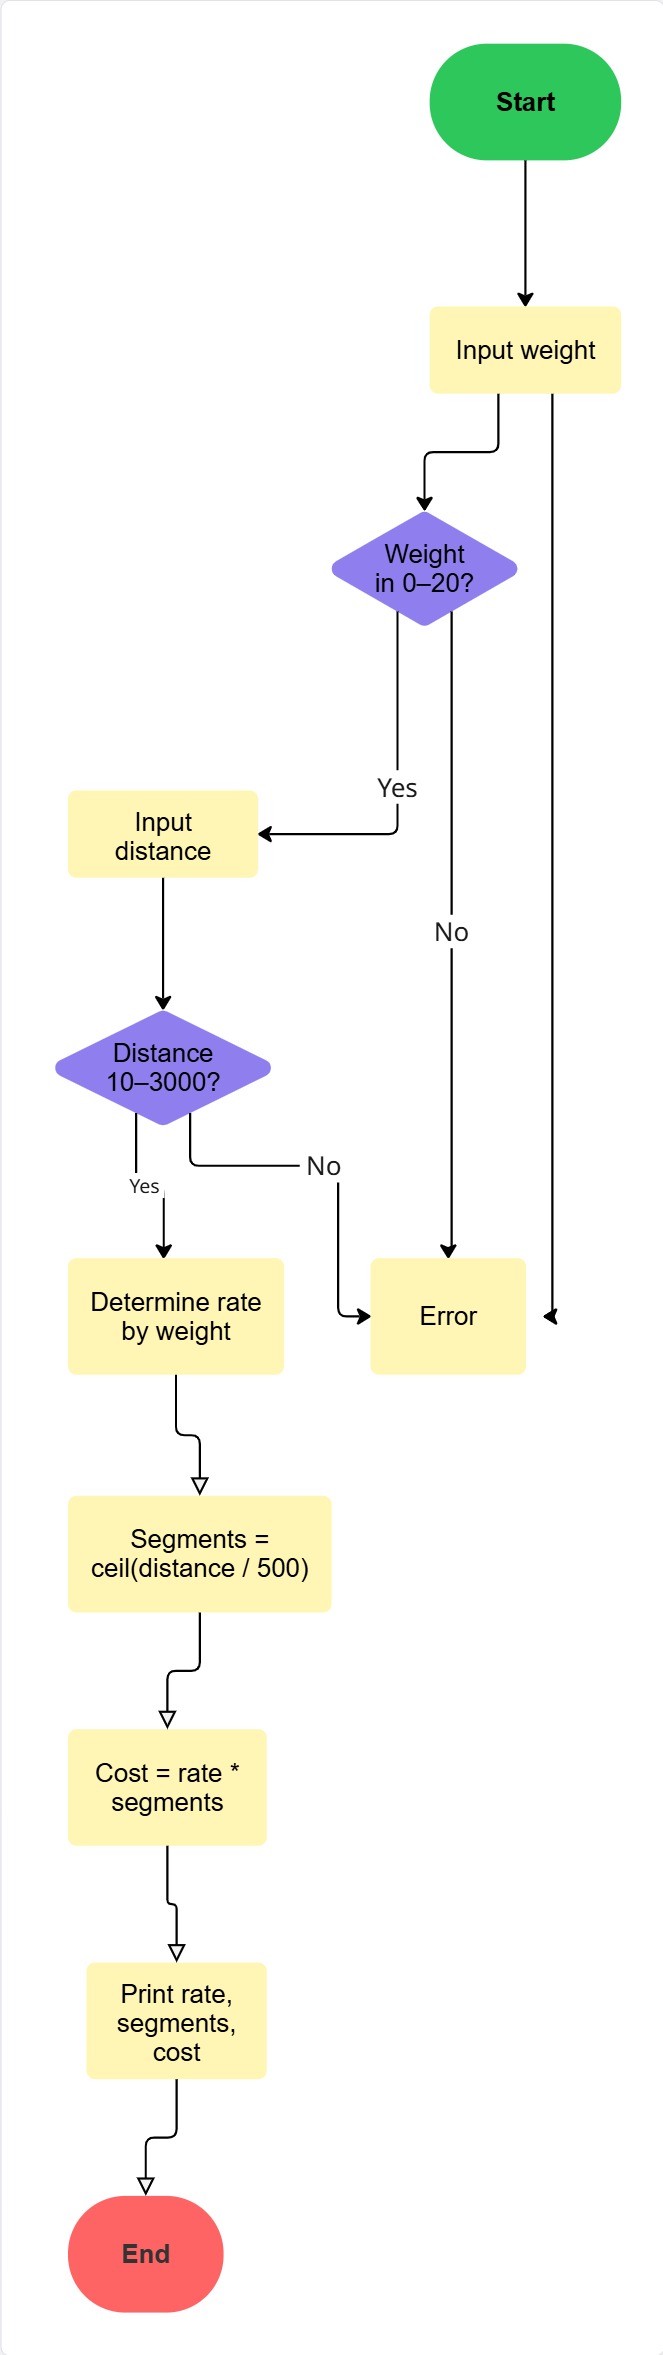 Start
Input weight
Weight
in 0–20?
Yes
Input
distance
No
Distance
10–3000?
No
Yes
Determine rate
by weight
Error
Segments =
ceil(distance / 500)
Cost = rate *
segments
Print rate,
segments,
cost
End